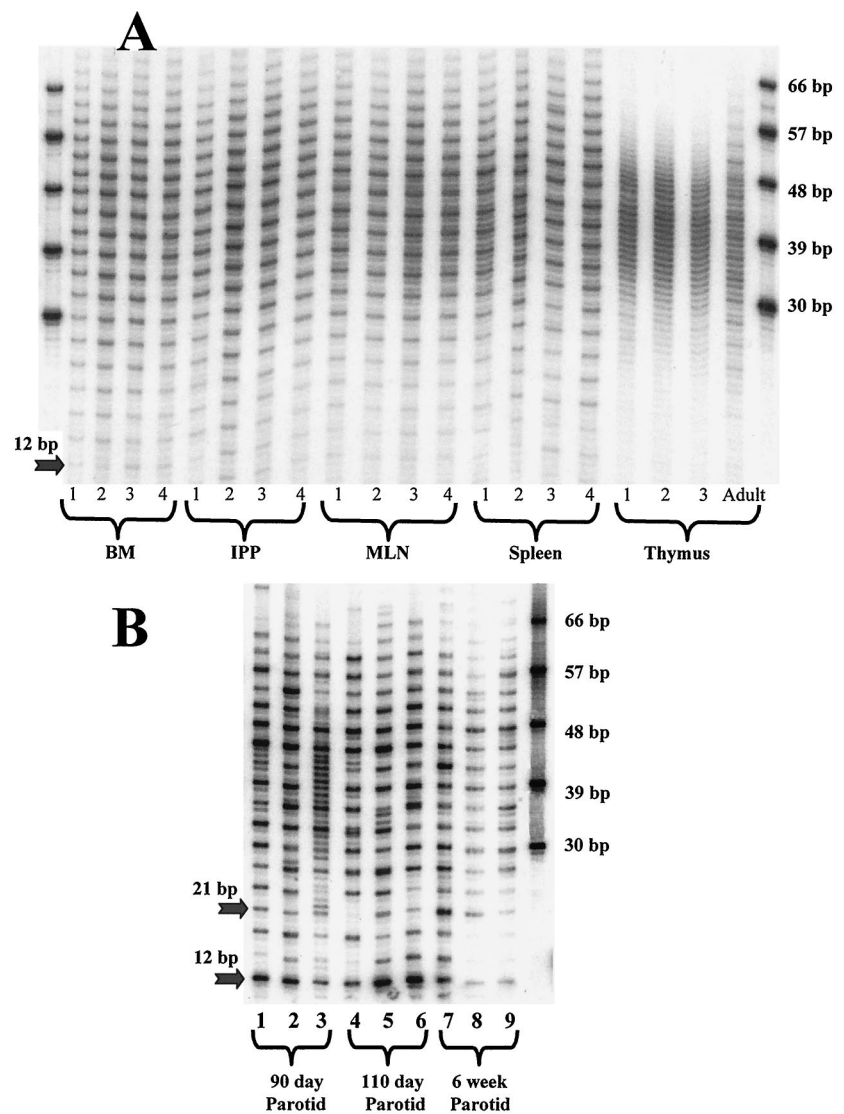 A
66 bp
57 bp
48 bp
39 bp
30 bp
12 bp
1 2 3 4 1 2 3 4 1 2 3 4 1 2 3 4 1 2 3 Adult
BM IPP MLN Spleen Thymus
B
66 bp
57 bp
48 bp
39 bp
30 bp
21 bp
12 bp
1 2 3 4 5 6 7 8 9
90 day 110 day 6 week
Parotid Parotid Parotid